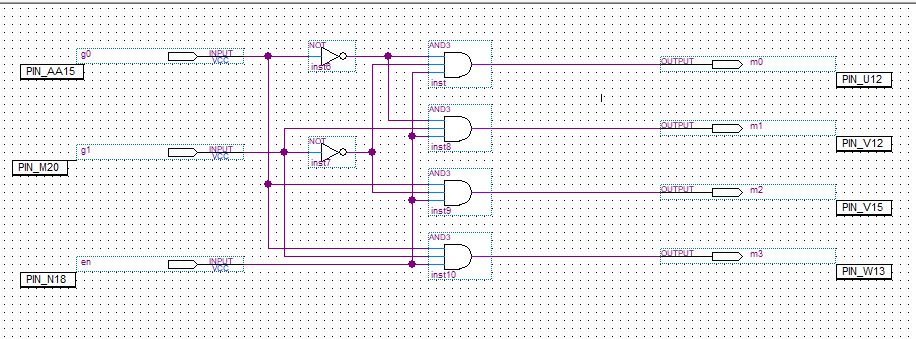 g0
INPUT
VCC
PIN_AA15
NOT
inst6
AND3
inst
OUTPUT
m0
PIN_U12
AND3
inst8
OUTPUT
m1
PIN_V12
g1
INPUT
VCC
PIN_M20
NOT
inst7
AND3
inst9
OUTPUT
m2
PIN_V15
AND3
inst10
OUTPUT
m3
PIN_W13
en
INPUT
VCC
PIN_N18